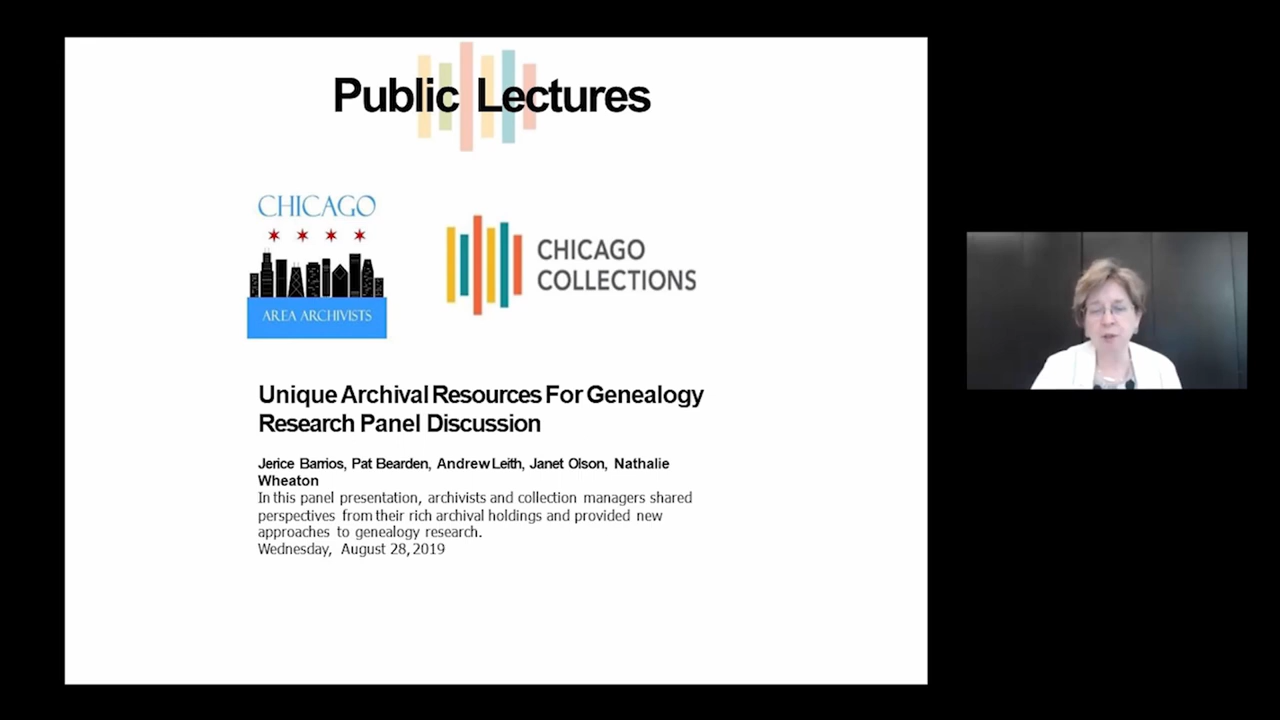 Public Lectures
CHICAGO
AREA ARCHIVISTS
CHICAGO
COLLECTIONS
Unique Archival Resources For Genealogy
Research Panel Discussion
Jerice Barrios, Pat Bearden, Andrew Leith, Janet Olson, Nathalie
Wheaton
In this panel presentation, archivists and collection managers shared
perspectives from their rich archival holdings and provided new
approaches to genealogy research.
Wednesday, August 28, 2019